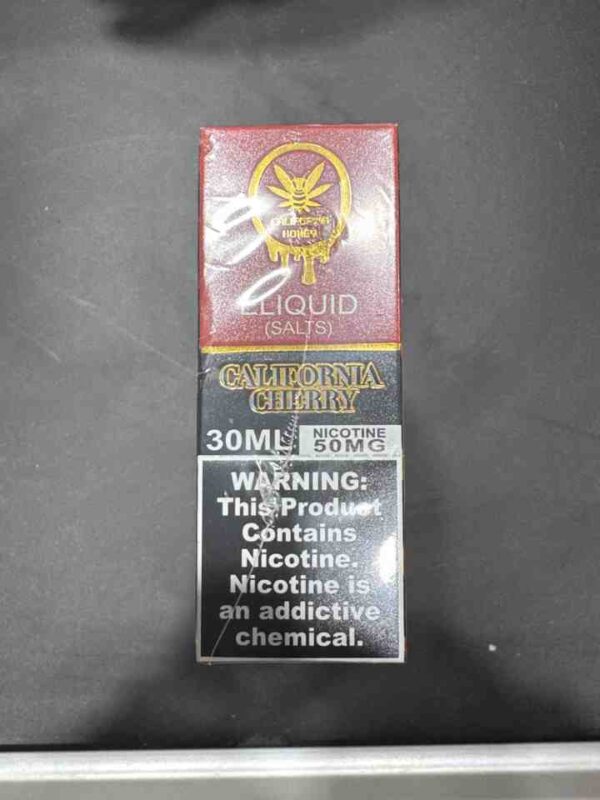 CALIFORNIA
HONEY
ELIQUID
(SALTS)
CALIFORNIA
CHERRY
30ML
NICOTINE
50MG
WARNING:
This Product
Contains
Nicotine.
Nicotine is
an addictive
chemical.